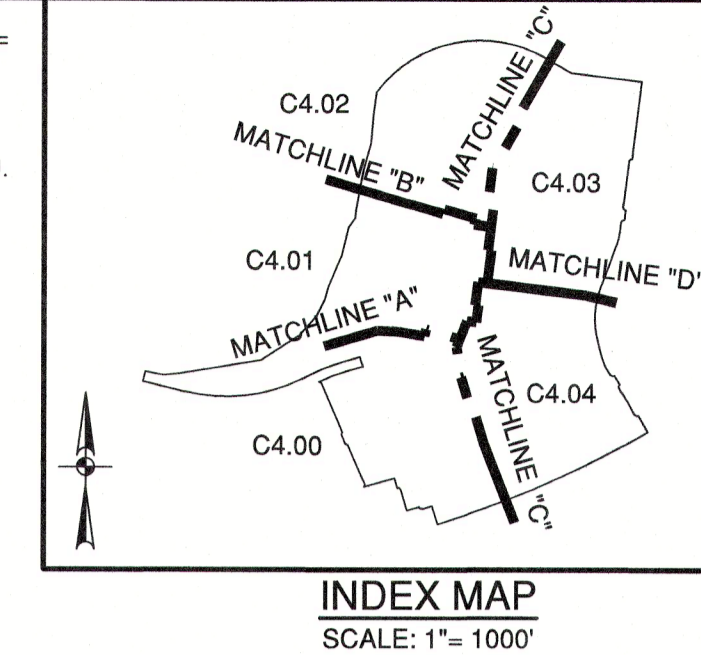 =
.
MATCHLINE "C"
C4.02
MATCHLINE "B"
C4.03
C4.01
MATCHLINE "D"
MATCHLINE "A"
MATCHLINE "C"
C4.04
C4.00
INDEX MAP
SCALE: 1"= 1000'